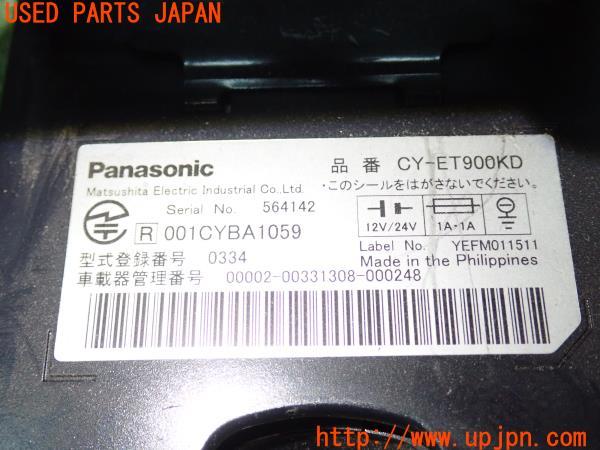 USED PARTS JAPAN
Panasonic
品番 CY-ET900KD
Matsushita Electric Industrial Co.,Ltd.
・このシールをはがさないでください。
Serial No. 564142
R 001CYBA1059
12V/24V 1A・1A
Label No. YEFM011511
型式登録番号 0334
Made in the Philippines
車載器管理番号 00002-00331308-000248
http://www.upjpn.com